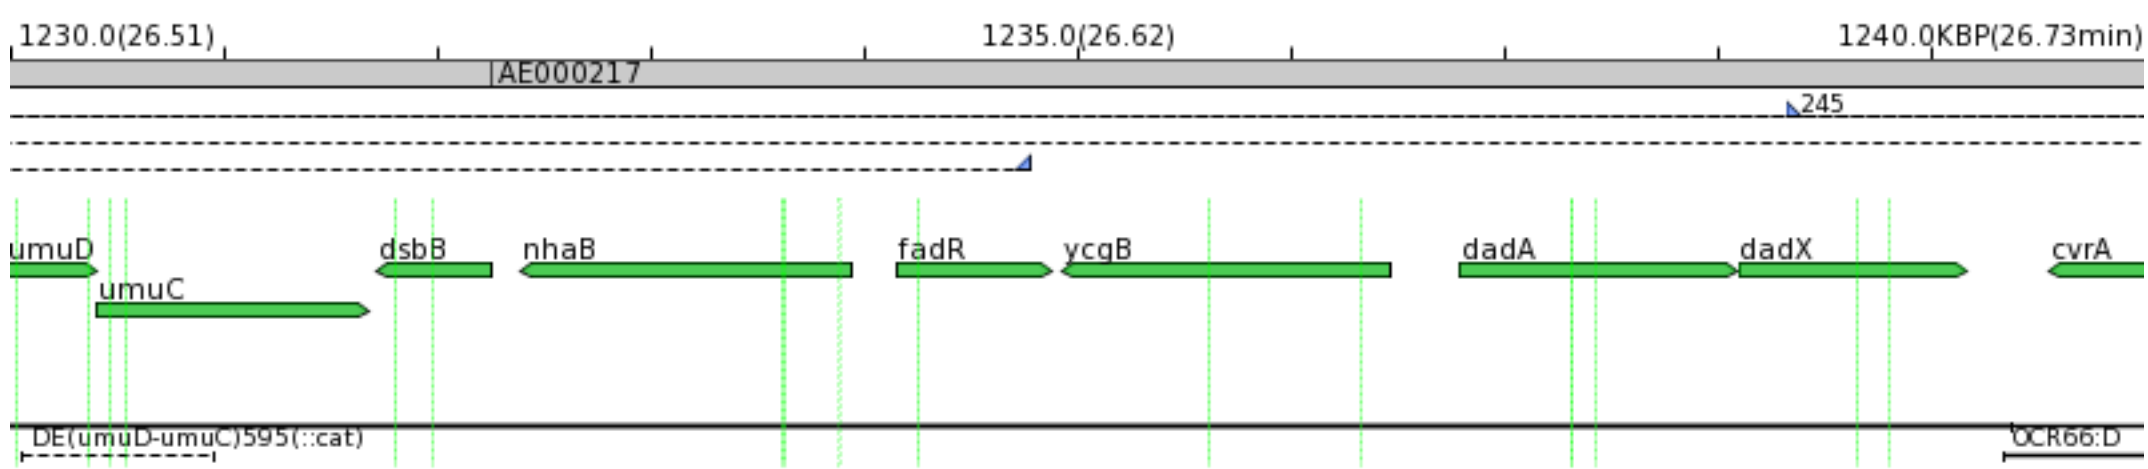 1230.0(26.51) 1235.0(26.62) 1240.0KBP(26.73min)
AE000217
245
umuD dsbB nhaB fadR ycgB dadA dadX cvrA
umuC
DE(umuD-umuC)595(::cat) OCR66:D